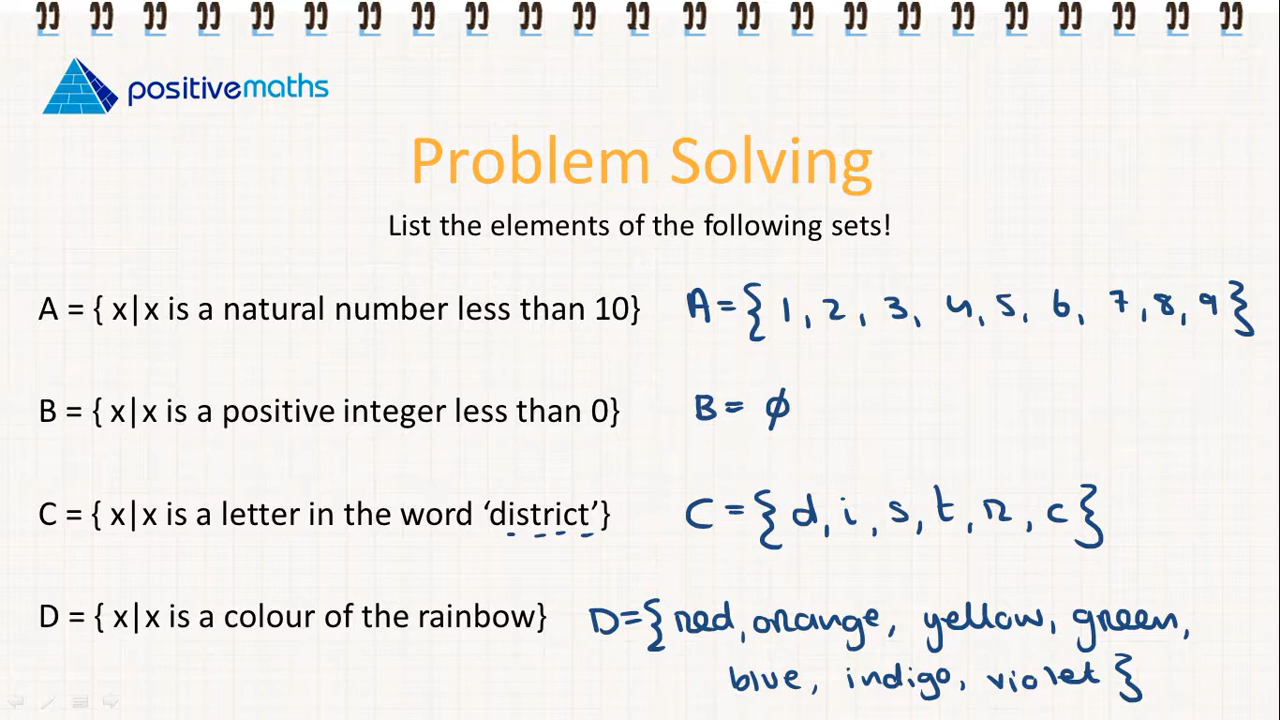 positivemaths
Problem Solving
List the elements of the following sets!
A = { x|x is a natural number less than 10} A = { 1, 2, 3, 4, 5, 6, 7, 8, 9 }
B = { x|x is a positive integer less than 0} B = ϕ
C = { x|x is a letter in the word ‘district’} C = { d, i, s, t, r, c }
D = { x|x is a colour of the rainbow} D = { red, orange, yellow, green,
blue, indigo, violet }